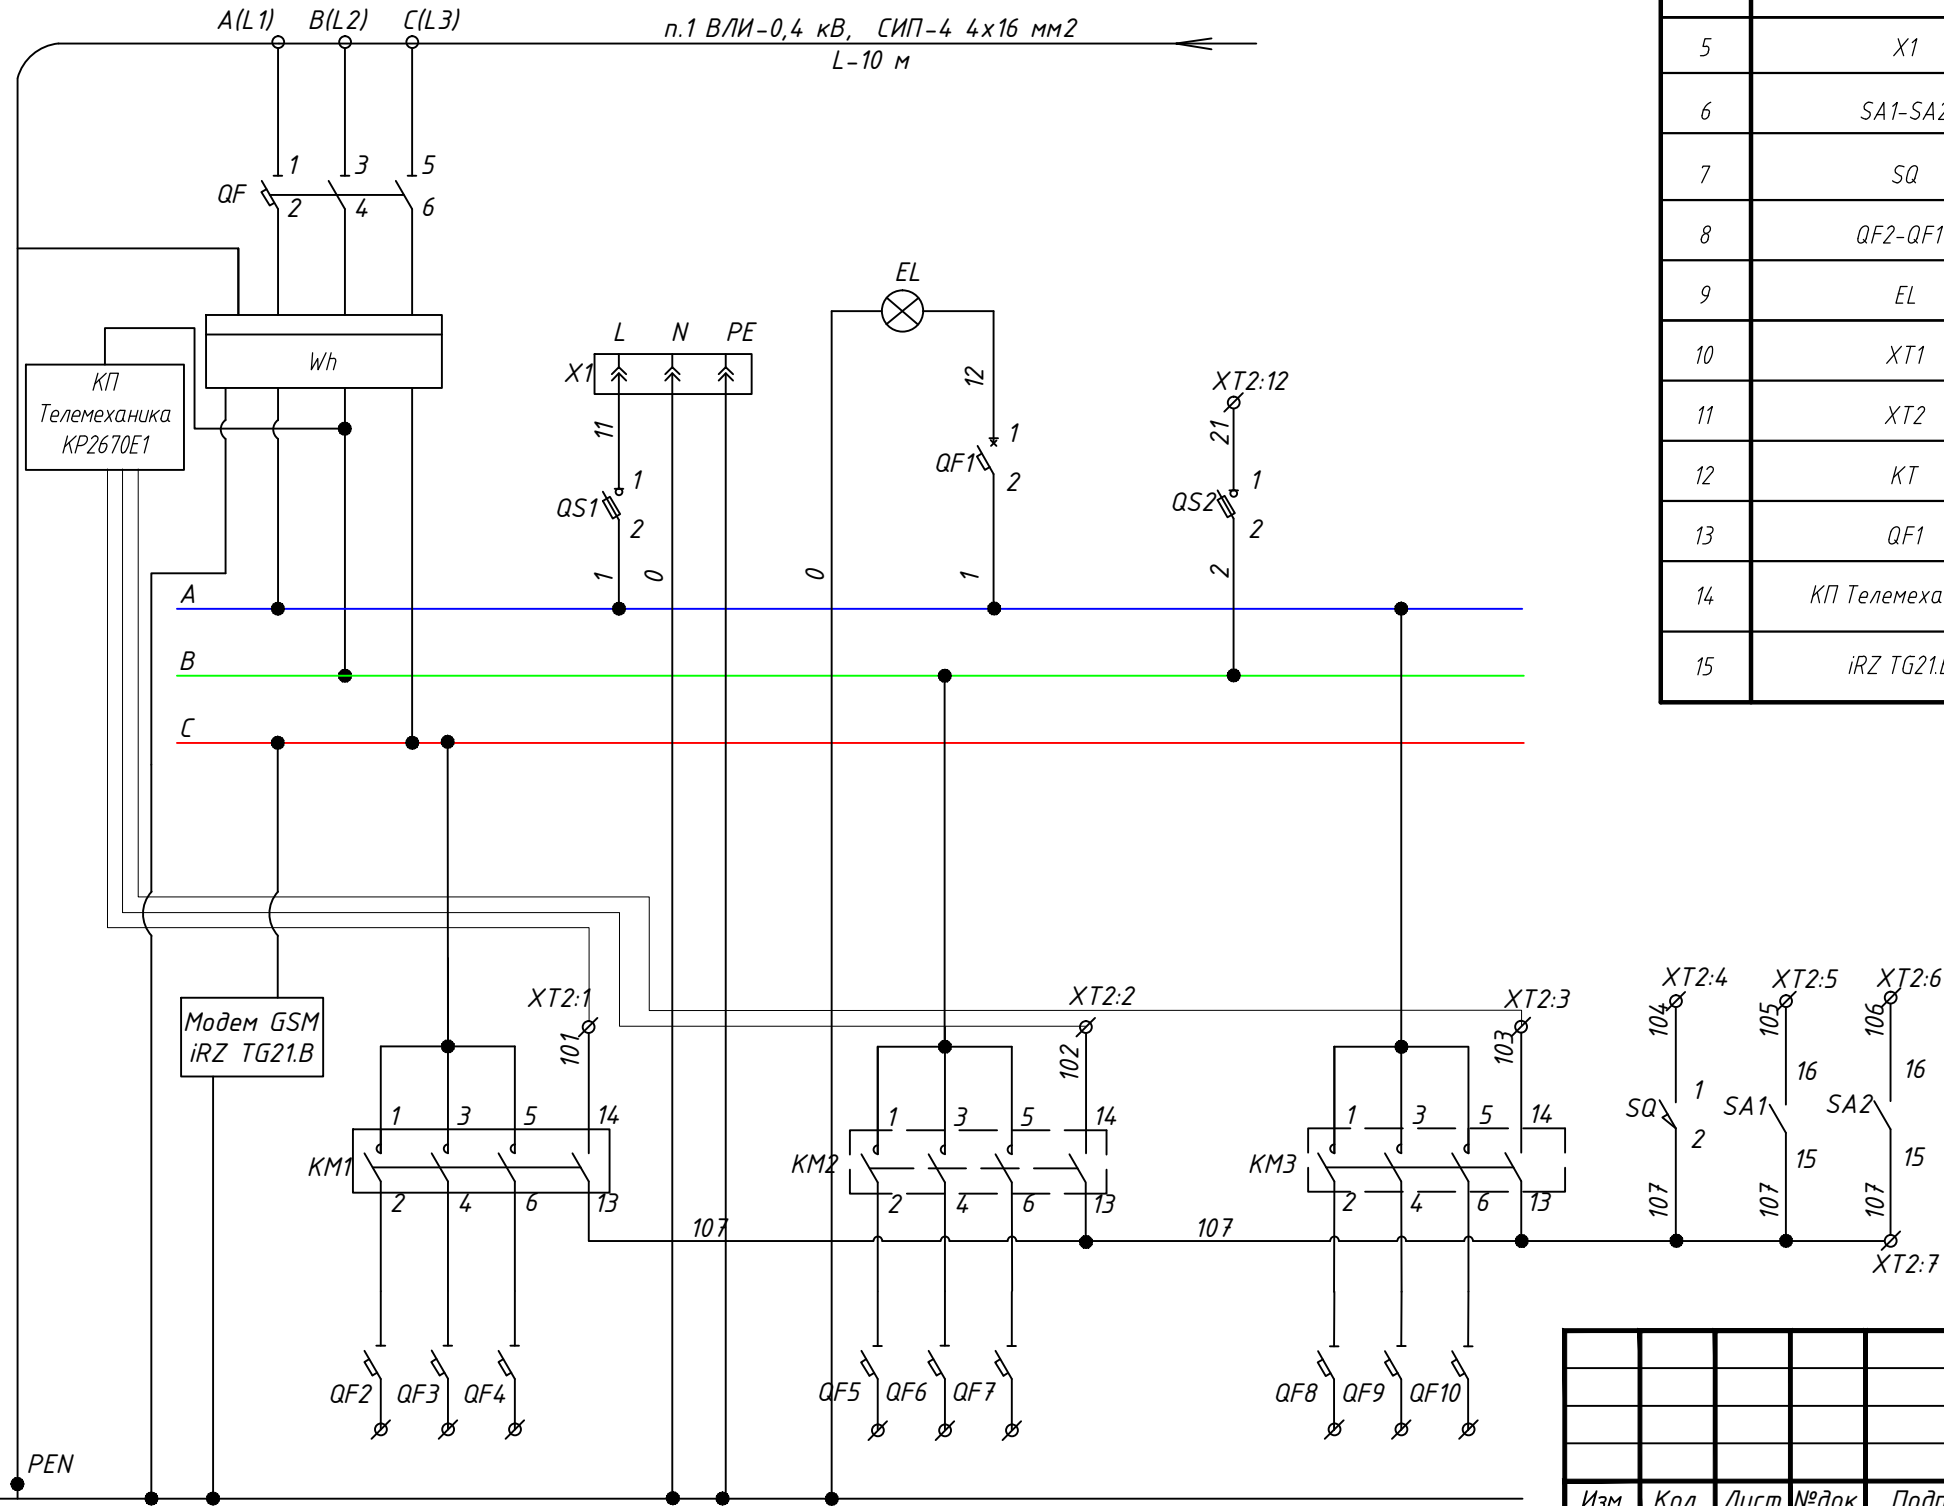 A(L1) B(L2) C(L3)
п.1 ВЛИ-0,4 кВ, СИП-4 4х16 мм2
L-10 м
QF
1 3 5
2 4 6
Wh
КП
Телемеханика
КР2670Е1
L N PE
X1
11
QS1
1
2
1
0
EL
12
QF1
1
2
0
1
XT2:12
21
QS2
1
2
2
A
B
C
Модем GSM
iRZ TG21.B
XT2:1
101
XT2:2
102
XT2:3
103
XT2:4
104
XT2:5
105
XT2:6
106
KM1
1 3 5 14
2 4 6 13
KM2
1 3 5 14
2 4 6 13
KM3
1 3 5 14
2 4 6 13
SQ
1
2
107
SA1
16
15
107
SA2
16
15
107
107
107
XT2:7
QF2 QF3 QF4
QF5 QF6 QF7
QF8 QF9 QF10
PEN
5 X1
6 SA1-SA2
7 SQ
8 QF2-QF1
9 EL
10 XT1
11 XT2
12 КТ
13 QF1
14 КП Телемеха
15 iRZ TG21.
Изм Кол Лист №док Подп